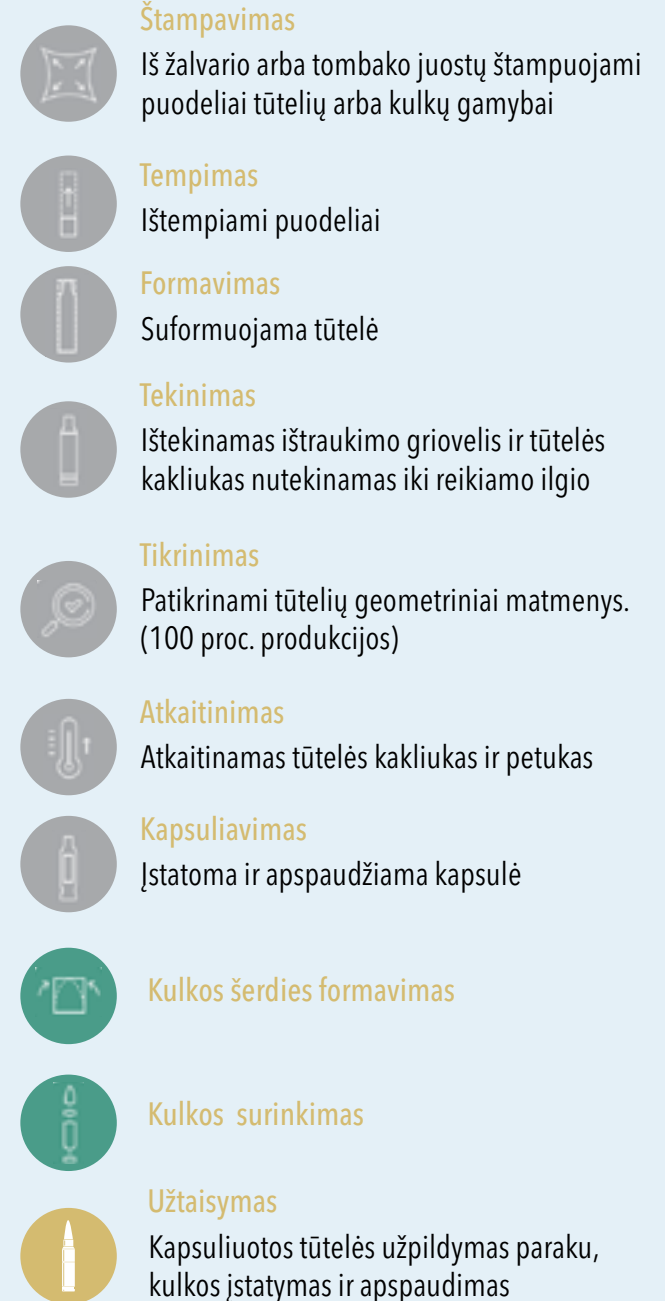 Štampavimas
Iš žalvario arba tombako juostų štampuojami
puodeliai tūtelių arba kulkų gamybai
Tempimas
Ištempiami puodeliai
Formavimas
Suformuojama tūtelė
Tekinimas
Ištekinamas ištraukimo griovelis ir tūtelės
kakliukas nutekinamas iki reikiamo ilgio
Tikrinimas
Patikrinami tūtelių geometriniai matmenys.
(100 proc. produkcijos)
Atkaitinimas
Atkaitinamas tūtelės kakliukas ir petukas
Kapsuliavimas
Įstatoma ir apspaudžiama kapsulė
Kulkos šerdies formavimas
Kulkos surinkimas
Užtaisymas
Kapsuliuotos tūtelės užpildymas paraku,
kulkos įstatymas ir apspaudimas